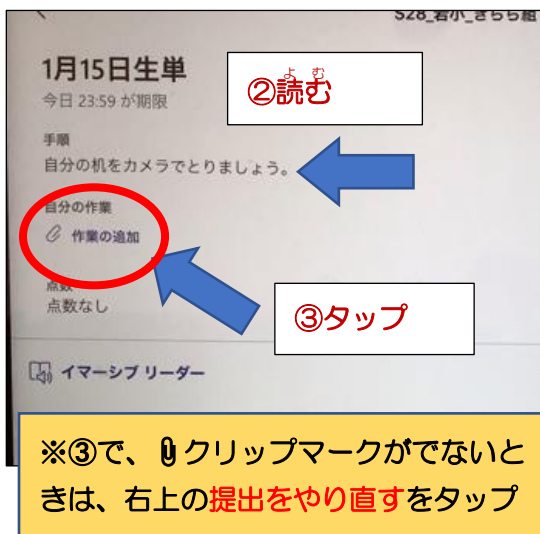 S28_若小_きらら組
1月15日生単
今日 23:59 が期限
②読む
手順
自分の机をカメラでとりましょう。
自分の作業
作業の追加
点数
点数なし
③タップ
イマーシブ リーダー
※③で、クリップマークがでないと
きは、右上の提出をやり直すをタップ